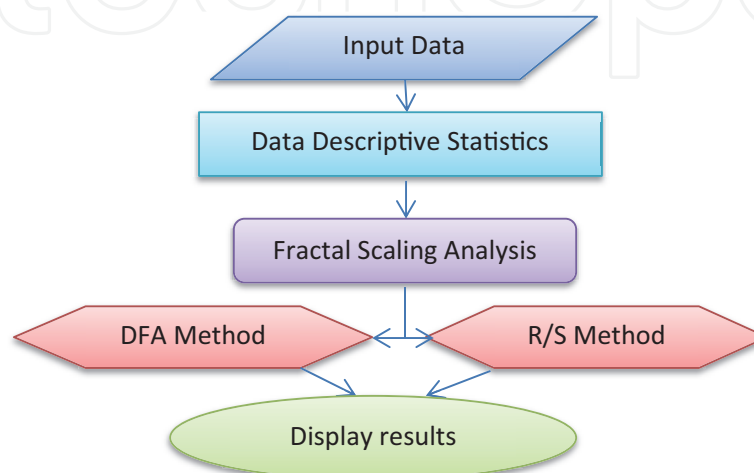 Input Data
Data Descriptive Statistics
Fractal Scaling Analysis
DFA Method
R/S Method
Display results